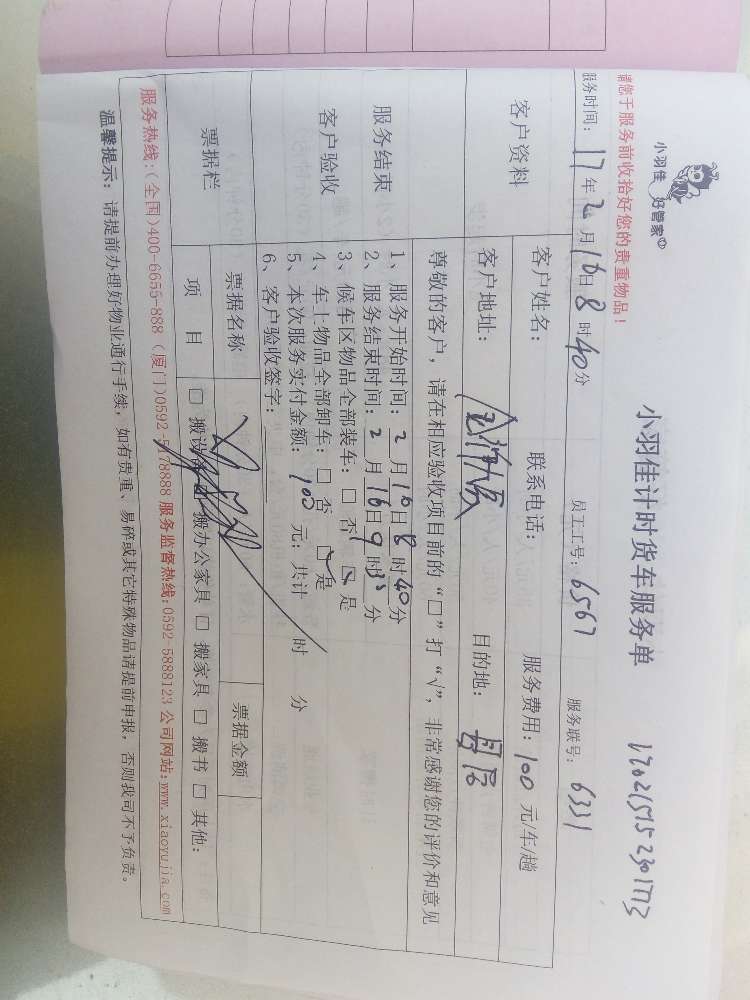 小羽佳 好管家
小羽佳计时货车服务单
请您于服务前收拾好您的贵重物品!
服务时间: 17年2月16日8时40分 员工工号: 6567 服务联号: 6331
客户资料
客户姓名: 联系电话: 服务费用: 100 元/车/趟
客户地址: 目的地:
尊敬的客户, 请在相应验收项目前的“□”打“√”, 非常感谢您的评价和意见
服务结束
客户验收
1、服务开始时间: 2月16日8时40分
2、服务结束时间: 2月16日9时35分
3、候车区物品全部装车: □ 否 □ 是
4、车上物品全部卸车: □ 否 □ 是
5、本次服务实付金额: 100 元; 共计 时 分
6、客户验收签字:
票据栏
票据名称 票据金额
项目 □ 搬设备 □ 搬办公家具 □ 搬家具 □ 搬书 □ 其他:
服务热线:(全国)400-6655-888 (厦门)0592-5178888 服务监督热线: 0592-5888123 公司网站: www.xiaoyujia.com
温馨提示: 请提前办理好物业通行手续, 如有贵重、易碎或其它特殊物品请提前申报, 否则我司不予负责。